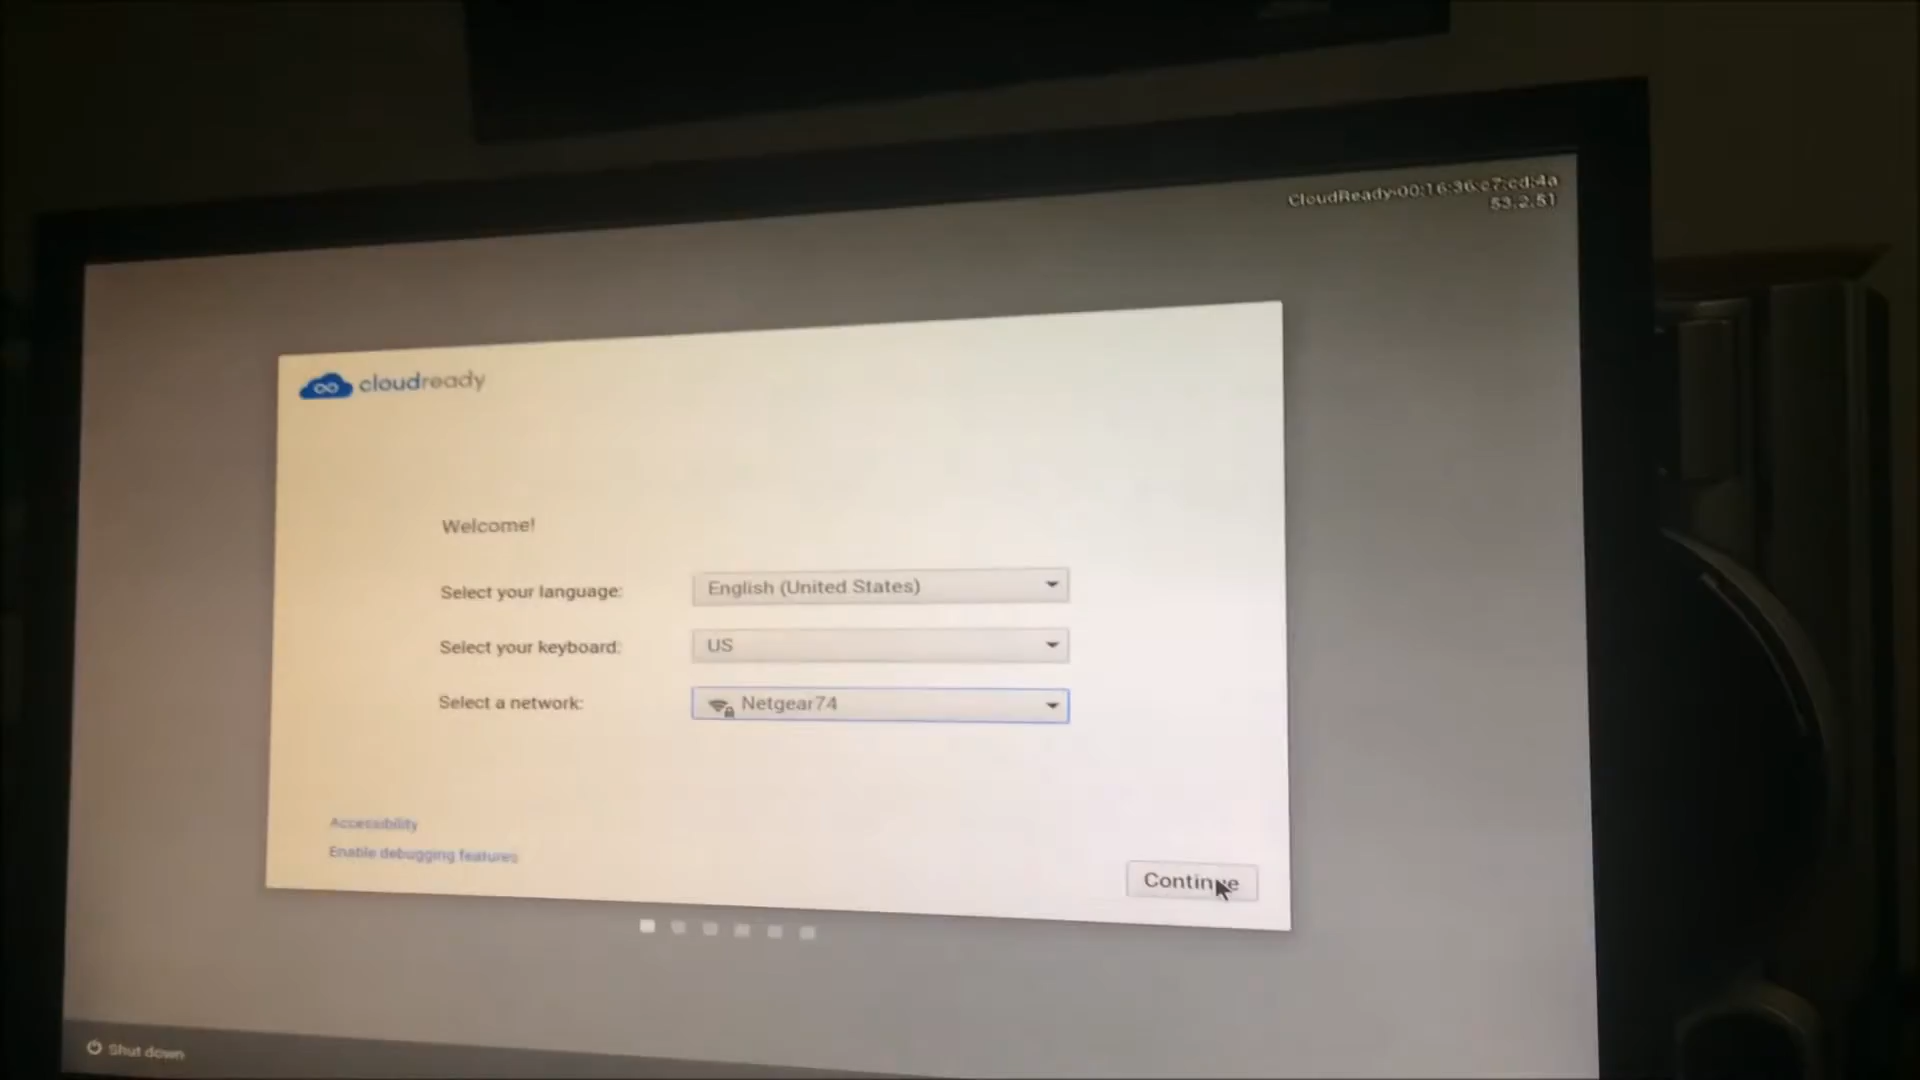 CloudReady-00:16:36:c7:cd:4a
53.2.51
cloudready
Welcome!
Select your language:
English (United States)
Select your keyboard:
US
Select a network:
Netgear74
Accessibility
Enable debugging features
Continue
Shut down